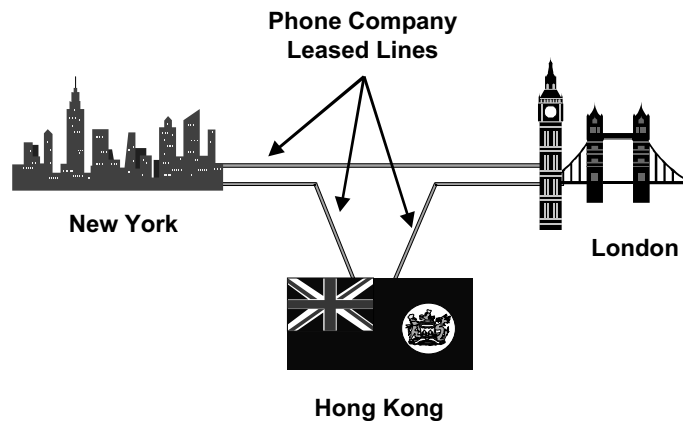 Phone Company
Leased Lines
New York
London
Hong Kong